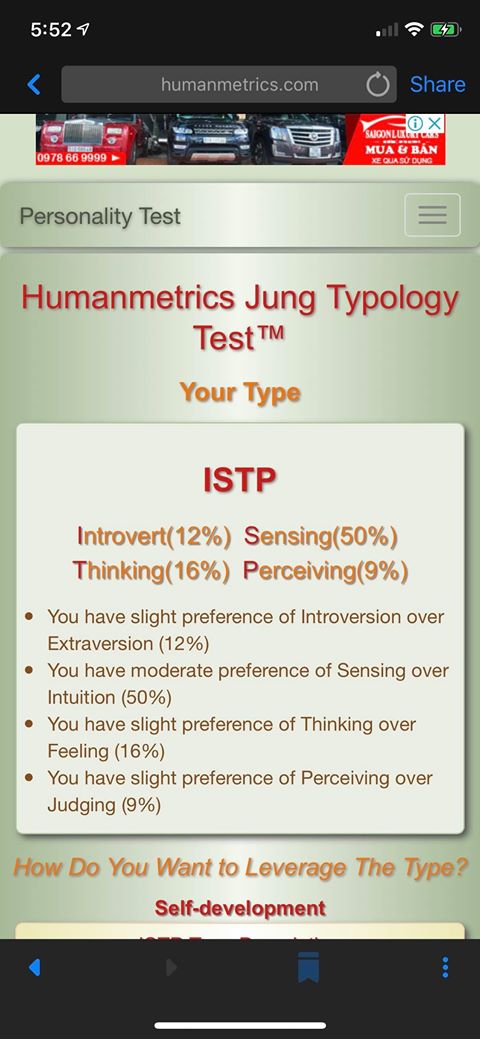 5:52
humanmetrics.com
Share
SAIGON LUXURY CARS
0978 66 9999
MUA & BÁN
XE QUA SỬ DỤNG
Personality Test
Humanmetrics Jung Typology
Test™
Your Type
ISTP
Introvert(12%) Sensing(50%)
Thinking(16%) Perceiving(9%)
• You have slight preference of Introversion over
Extraversion (12%)
• You have moderate preference of Sensing over
Intuition (50%)
• You have slight preference of Thinking over
Feeling (16%)
• You have slight preference of Perceiving over
Judging (9%)
How Do You Want to Leverage The Type?
Self-development